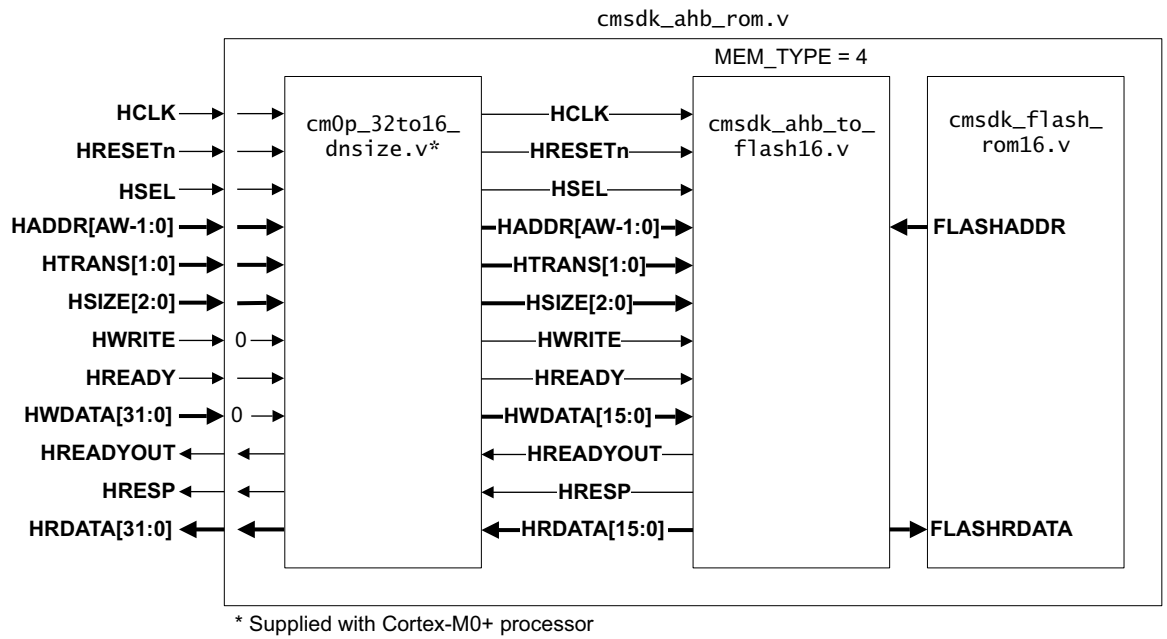 cmsdk_ahb_rom.v
MEM_TYPE = 4
cm0p_32to16_
dnsize.v*
cmsdk_ahb_to_
flash16.v
cmsdk_flash_
rom16.v
HCLK HCLK
HRESETn HRESETn
HSEL HSEL
HADDR[AW-1:0] HADDR[AW-1:0] FLASHADDR
HTRANS[1:0] HTRANS[1:0]
HSIZE[2:0] HSIZE[2:0]
HWRITE 0 HWRITE
HREADY HREADY
HWDATA[31:0] 0 HWDATA[15:0]
HREADYOUT HREADYOUT
HRESP HRESP
HRDATA[31:0] HRDATA[15:0] FLASHRDATA
* Supplied with Cortex-M0+ processor